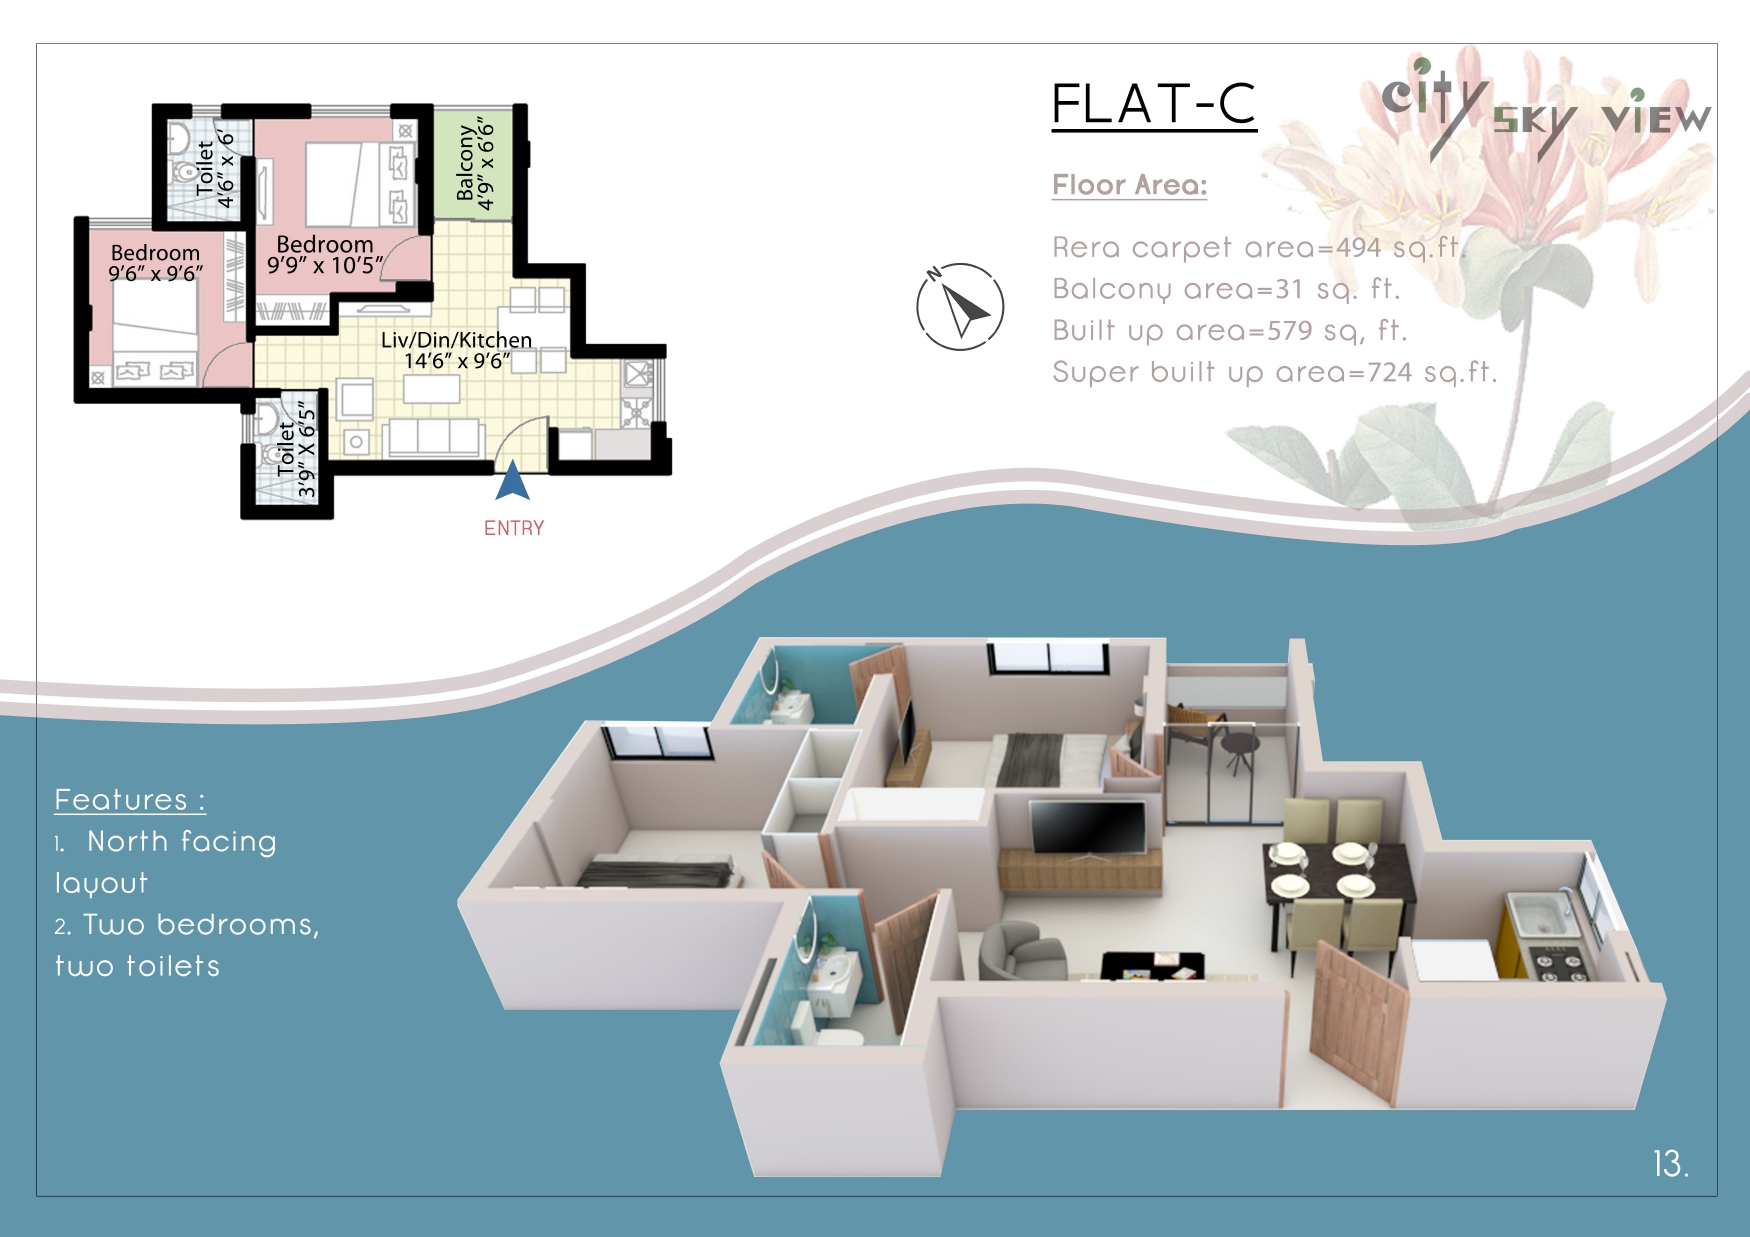 FLAT-C
City SKY VIEW
Floor Area:
Rera carpet area=494 sq.ft.
Balcony area=31 sq. ft.
Built up area=579 sq, ft.
Super built up area=724 sq.ft.
N
Toilet
4'6" x 6'
Bedroom
9'9" x 10'5"
Balcony
4'9" x 6'6"
Bedroom
9'6" x 9'6"
Liv/Din/Kitchen
14'6" x 9'6"
Toilet
3'9" X 6'5"
ENTRY
Features :
1. North facing
layout
2. Two bedrooms,
two toilets
13.